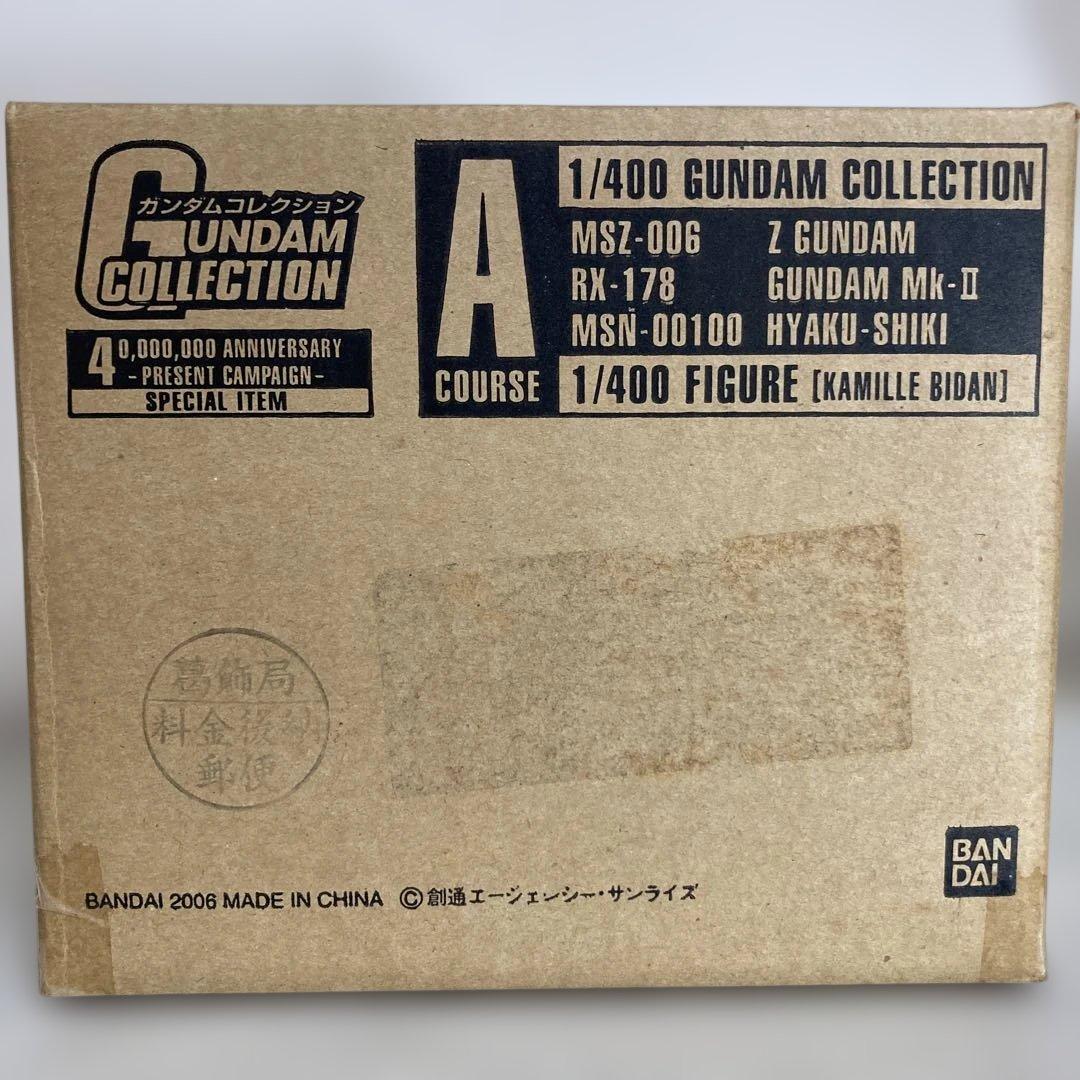 ガンダムコレクション
GUNDAM
COLLECTION
40,000,000 ANNIVERSARY
- PRESENT CAMPAIGN -
SPECIAL ITEM
A
COURSE
1/400 GUNDAM COLLECTION
MSZ-006 Z GUNDAM
RX-178 GUNDAM Mk-II
MSN-00100 HYAKU-SHIKI
1/400 FIGURE [KAMILLE BIDAN]
葛飾局
料金後納
郵便
BANDAI 2006 MADE IN CHINA ©創通エージェンシー・サンライズ
BAN
DAI